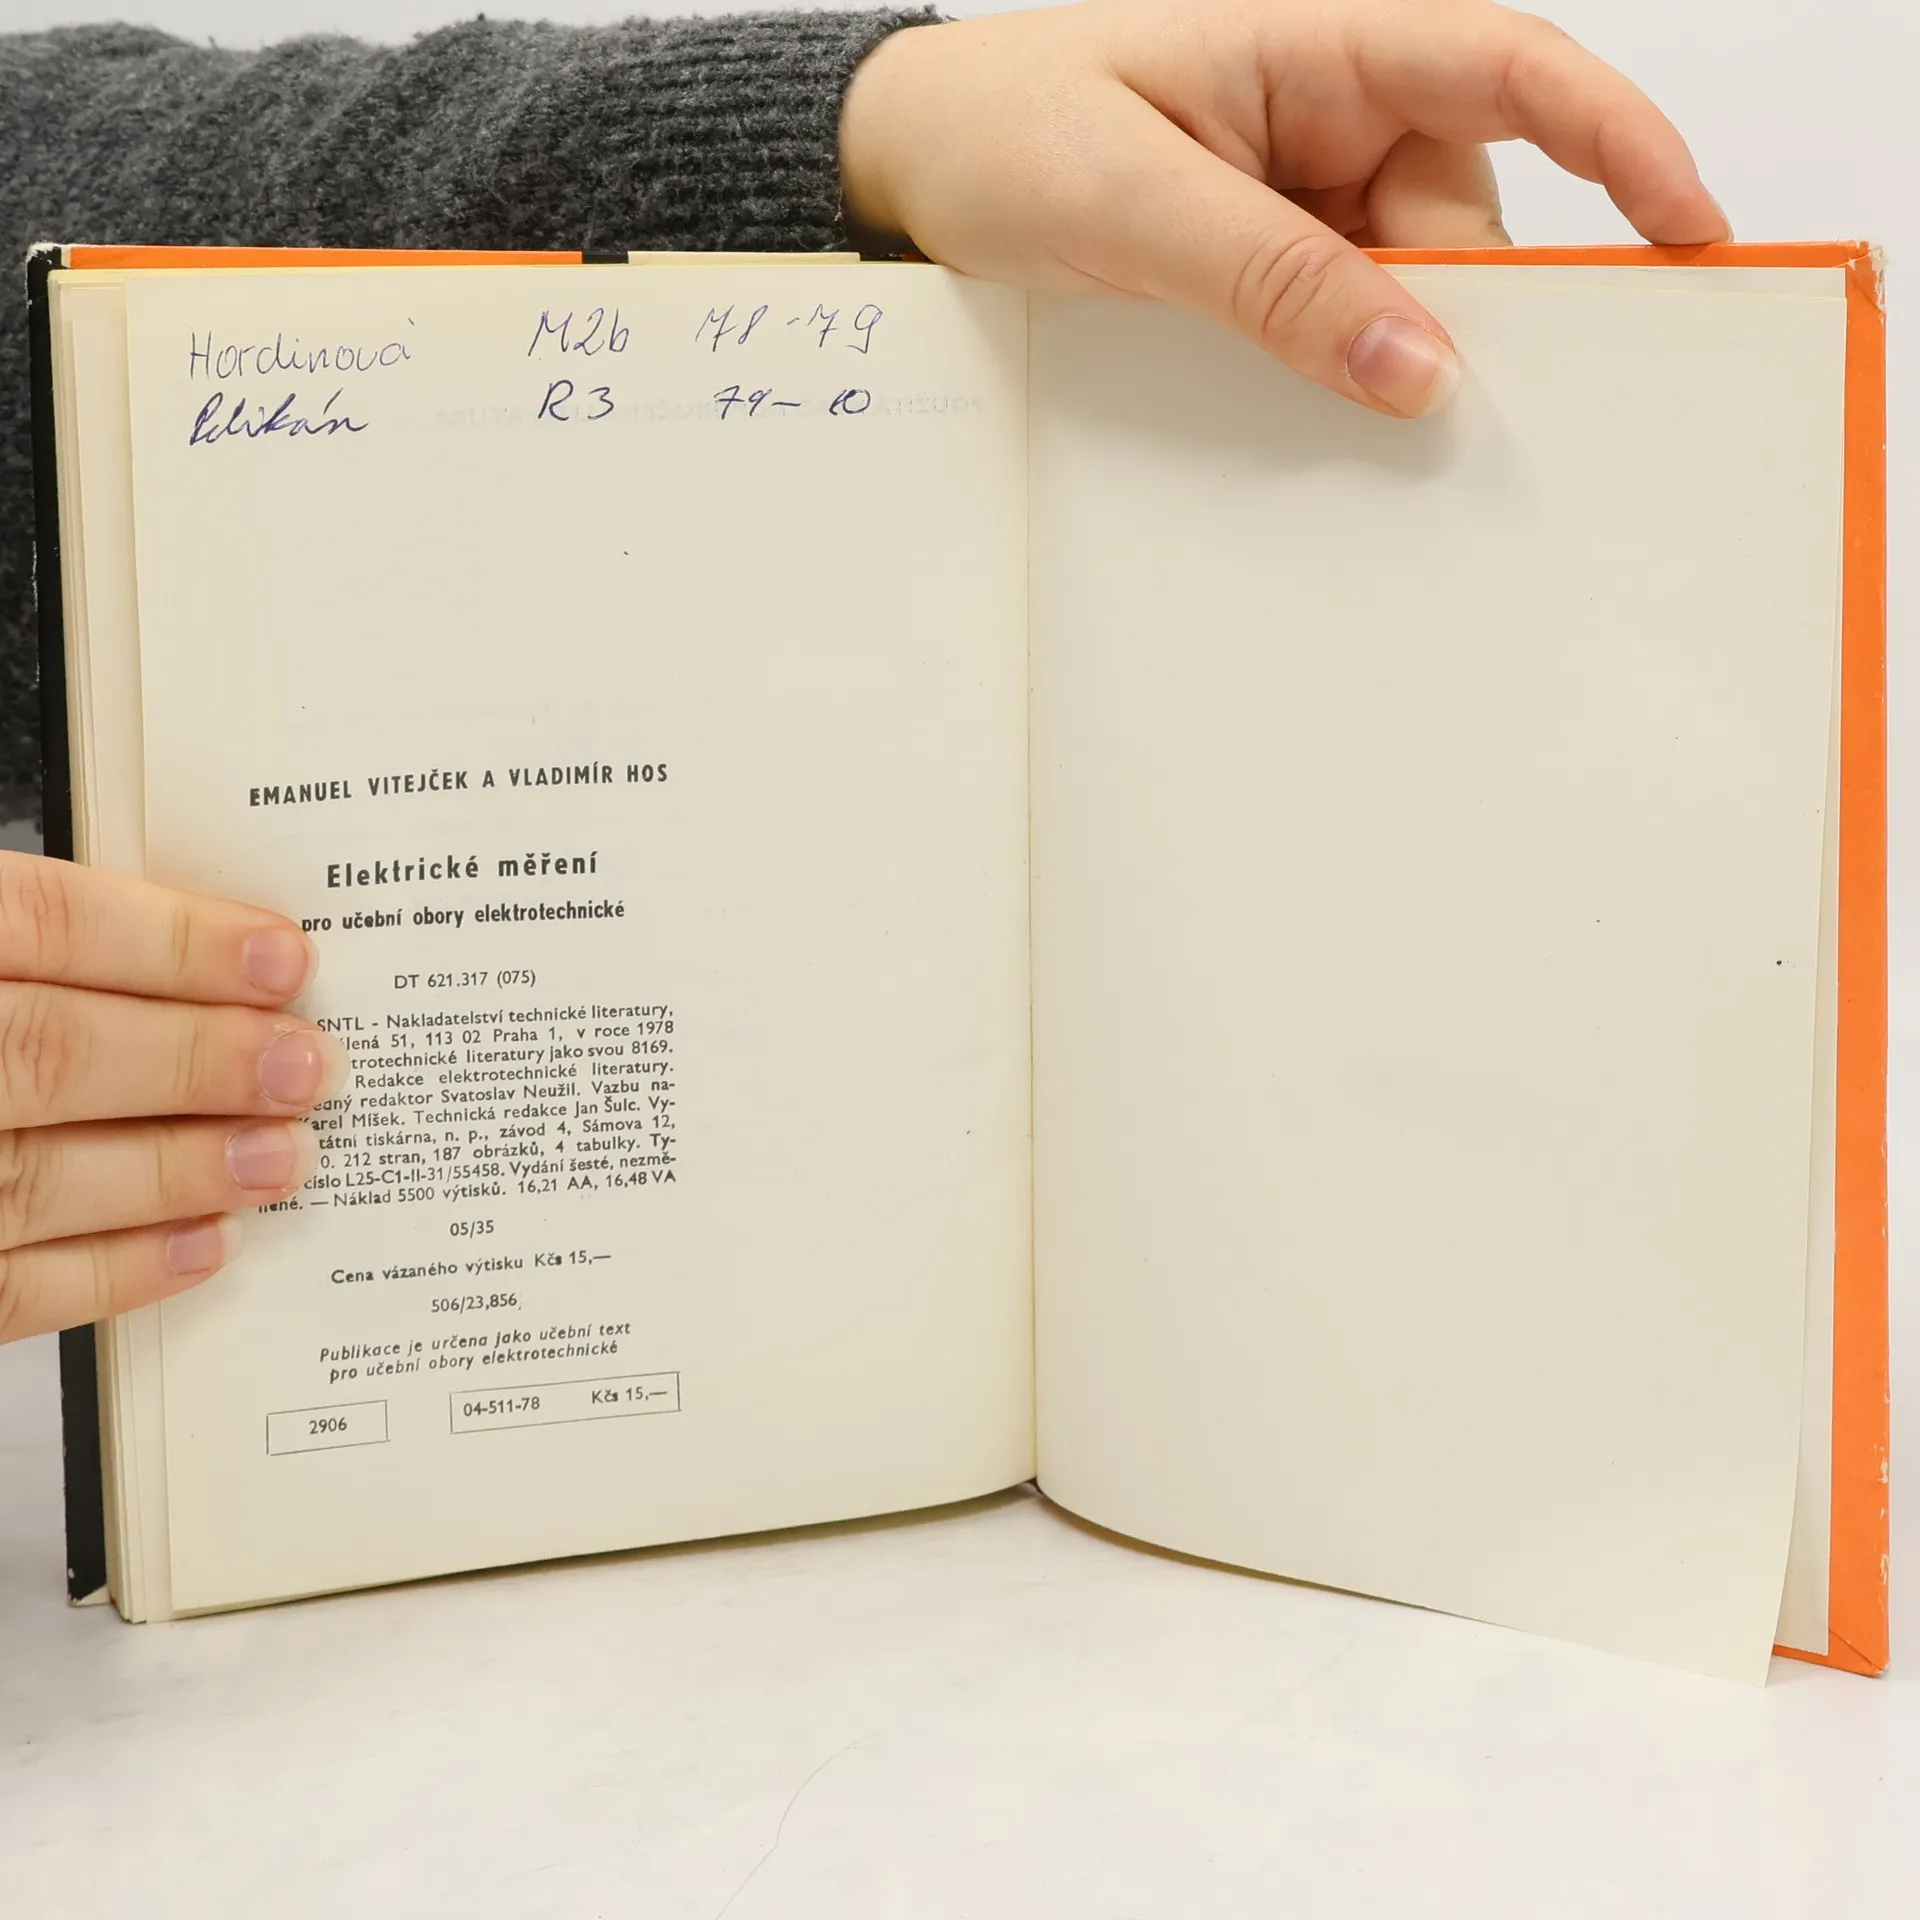 Hordinová M2b 78-79
Pelikán R3 79-80
EMANUEL VITEJČEK A VLADIMÍR HOS
Elektrické měření
pro učební obory elektrotechnické
DT 621.317 (075)
SNTL - Nakladatelství technické literatury,
51, 113 02 Praha 1, v roce 1978
literatury jako svou 8169.
Redakce elektrotechnické literatury.
redaktor Svatoslav Neužil. Vazbu na-
Karel Míšek. Technická redakce Jan Šulc. Vy-
tiskárna, n. p., závod 4, Sámova 12,
212 stran, 187 obrázků, 4 tabulky. Ty-
číslo L25-C1-II-31/55458. Vydání šesté, nezmě-
něné. — Náklad 5500 výtisků. 16,21 AA, 16,48 VA
05/35
Cena vázaného výtisku Kčs 15,—
506/23,856
Publikace je určena jako učební text
pro učební obory elektrotechnické
2906
04-511-78 Kčs 15,—